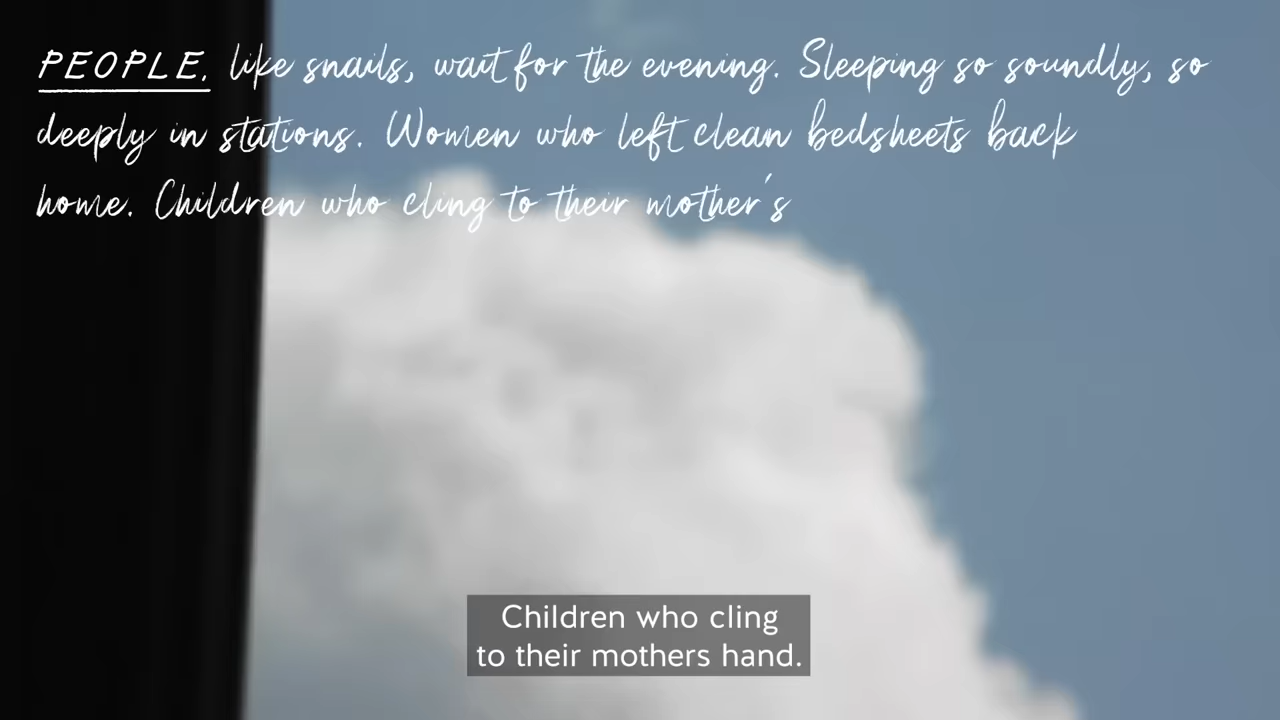 PEOPLE, like snails, wait for the evening. Sleeping so soundly, so
deeply in stations. Women who left clean bedsheets back
home. Children who cling to their mother's
Children who cling
to their mothers hand.